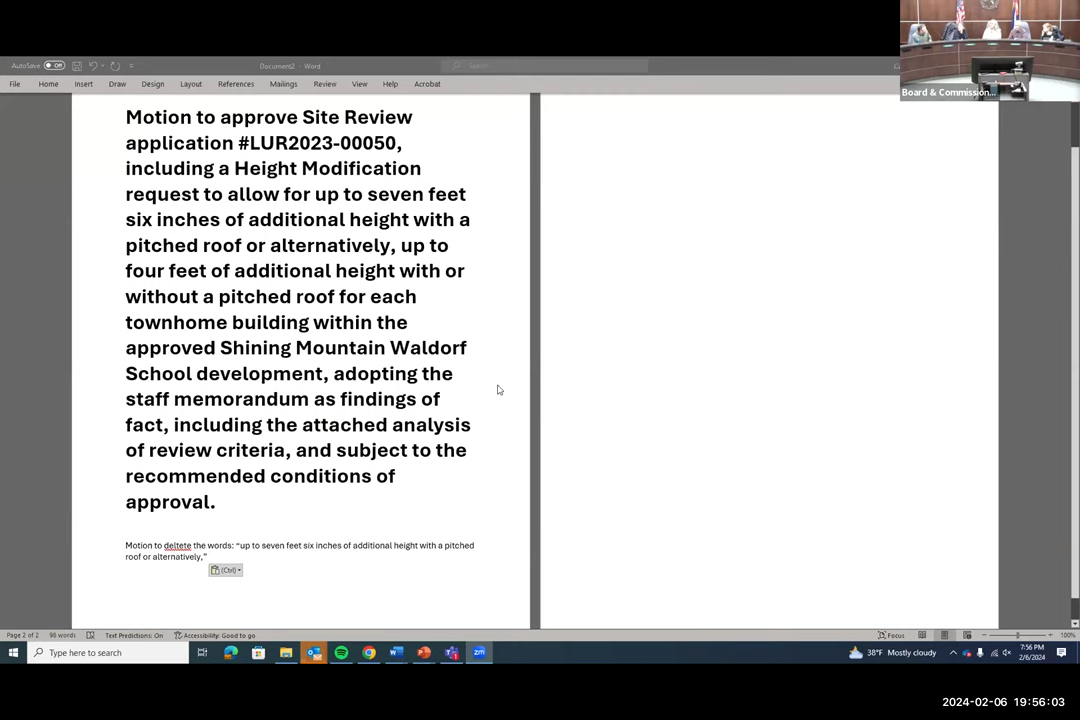 AutoSave Off Document2 - Word Search
File Home Insert Draw Design Layout References Mailings Review View Help Acrobat
Board & Commission...
Motion to approve Site Review
application #LUR2023-00050,
including a Height Modification
request to allow for up to seven feet
six inches of additional height with a
pitched roof or alternatively, up to
four feet of additional height with or
without a pitched roof for each
townhome building within the
approved Shining Mountain Waldorf
School development, adopting the
staff memorandum as findings of
fact, including the attached analysis
of review criteria, and subject to the
recommended conditions of
approval.
Motion to deltete the words: “up to seven feet six inches of additional height with a pitched
roof or alternatively,”
(Ctrl)
Page 2 of 2 98 words Text Predictions: On Accessibility: Good to go Focus 100%
Type here to search 38°F Mostly cloudy 7:56 PM
2/6/2024
2024-02-06 19:56:03